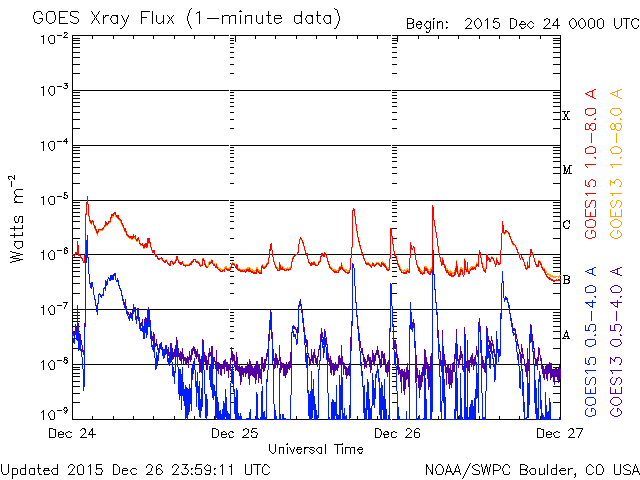 GOES Xray Flux (1-minute data)
Begin: 2015 Dec 24 0000 UTC
Watts m-2
10-2
10-3
10-4
10-5
10-6
10-7
10-8
10-9
X
M
C
B
A
GOES15 1.0-8.0 A
GOES13 1.0-8.0 A
GOES15 0.5-4.0 A
GOES13 0.5-4.0 A
Dec 24
Dec 25
Dec 26
Dec 27
Universal Time
Updated 2015 Dec 26 23:59:11 UTC
NOAA/SWPC Boulder, CO USA